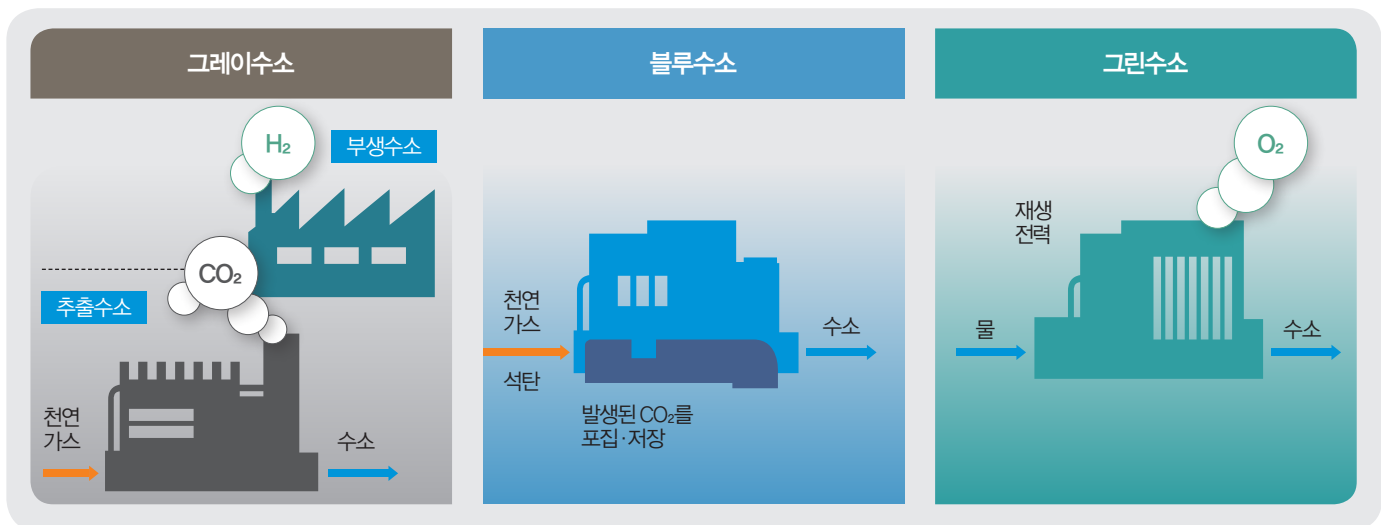 그레이수소
H₂
부생수소
CO₂
추출수소
천연
가스
수소
블루수소
천연
가스
석탄
수소
발생된 CO₂를
포집·저장
그린수소
O₂
재생
전력
물
수소